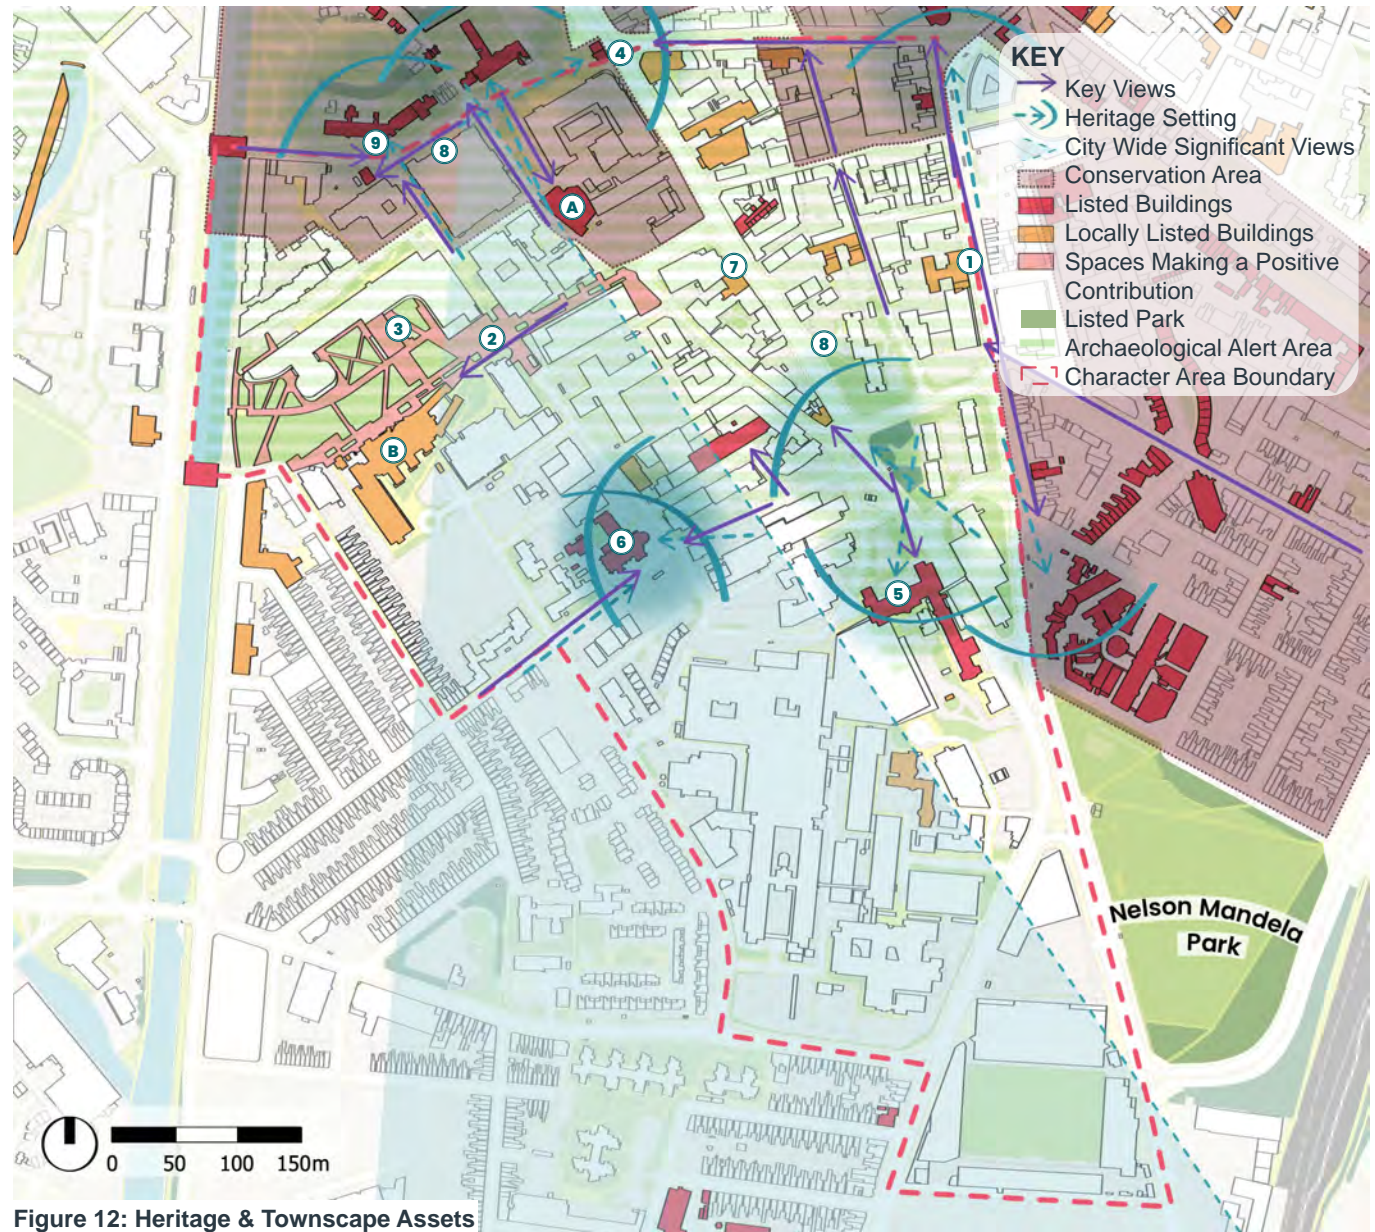 KEY
Key Views
Heritage Setting
City Wide Significant Views
Conservation Area
Listed Buildings
Locally Listed Buildings
Spaces Making a Positive
Contribution
Listed Park
Archaeological Alert Area
Character Area Boundary
4
9
8
A
7
1
3
2
8
B
6
5
Nelson Mandela
Park
0 50 100 150m
Figure 12: Heritage & Townscape Assets